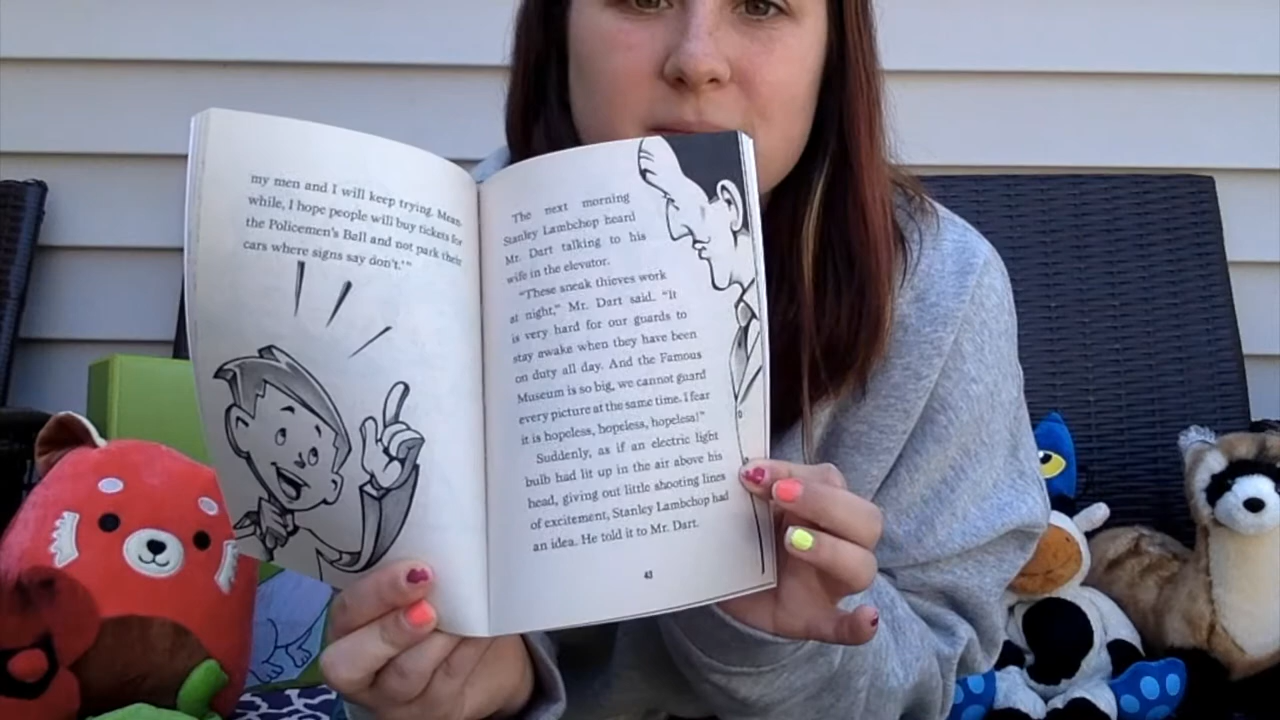 my men and I will keep trying. Mean-
while, I hope people will buy tickets for
the Policemen's Ball and not park their
cars where signs say don't.'"
The next morning
Stanley Lambchop heard
Mr. Dart talking to his
wife in the elevator.
"These sneak thieves work
at night," Mr. Dart said. "It
is very hard for our guards to
stay awake when they have been
on duty all day. And the Famous
Museum is so big, we cannot guard
every picture at the same time. I fear
it is hopeless, hopeless, hopeless!"
Suddenly, as if an electric light
bulb had lit up in the air above his
head, giving out little shooting lines
of excitement, Stanley Lambchop had
an idea. He told it to Mr. Dart.
43